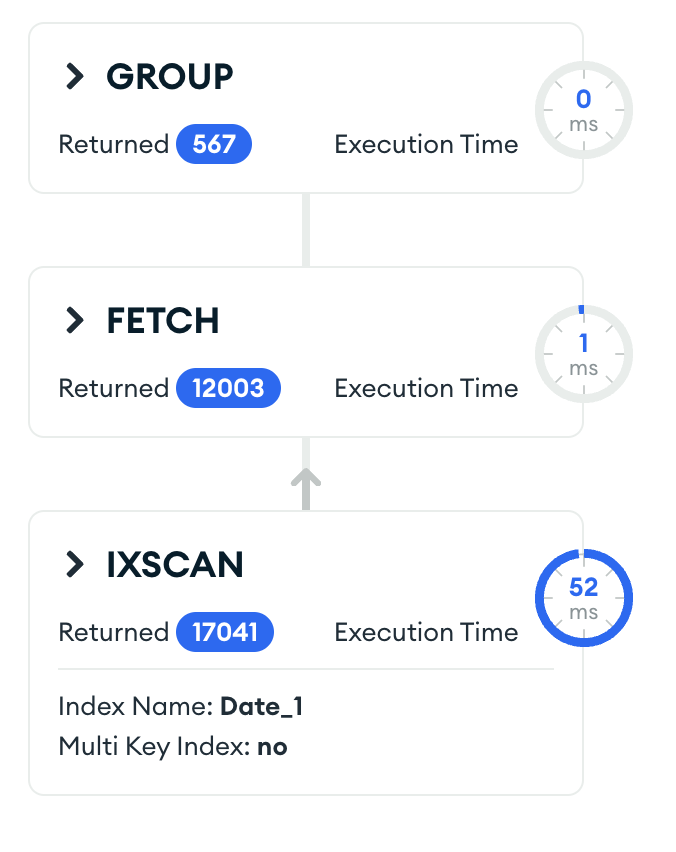 GROUP
Returned 567 Execution Time 0 ms
FETCH
Returned 12003 Execution Time 1 ms
IXSCAN
Returned 17041 Execution Time 52 ms
Index Name: Date_1
Multi Key Index: no